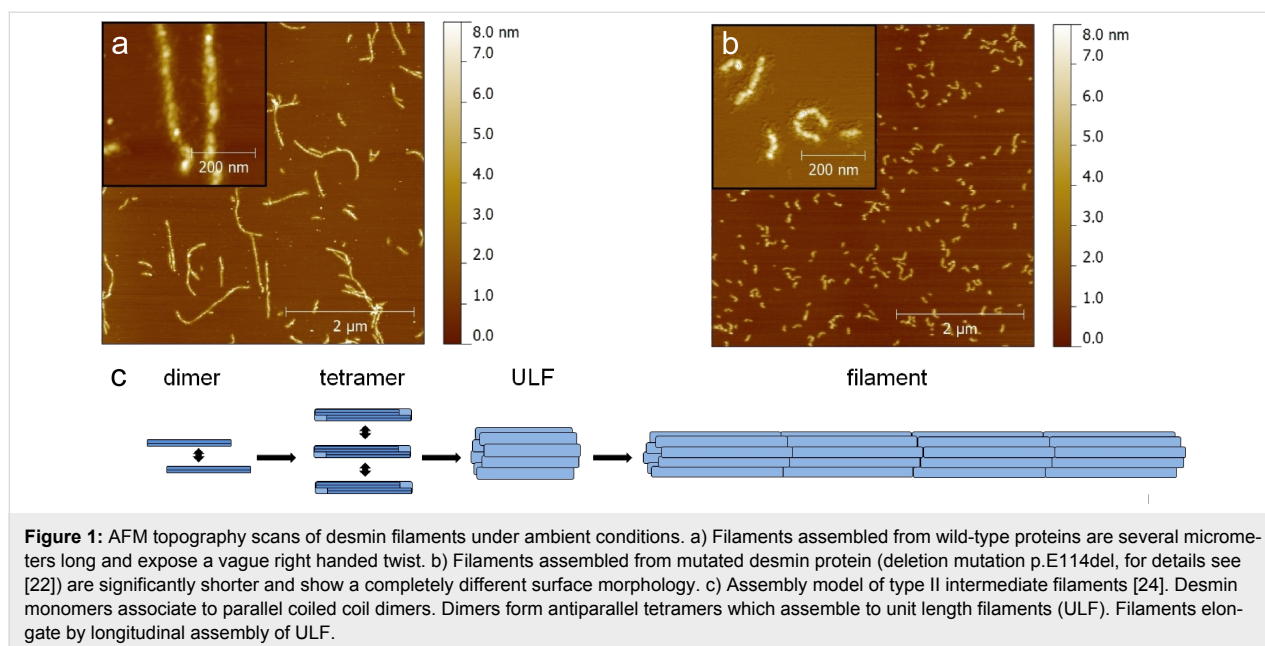 a
200 nm
2 µm
8.0 nm
7.0
6.0
5.0
4.0
3.0
2.0
1.0
0.0
b
200 nm
2 µm
8.0 nm
7.0
6.0
5.0
4.0
3.0
2.0
1.0
0.0
c dimer tetramer ULF filament
Figure 1: AFM topography scans of desmin filaments under ambient conditions. a) Filaments assembled from wild-type proteins are several microme-
ters long and expose a vague right handed twist. b) Filaments assembled from mutated desmin protein (deletion mutation p.E114del, for details see
[22]) are significantly shorter and show a completely different surface morphology. c) Assembly model of type II intermediate filaments [24]. Desmin
monomers associate to parallel coiled coil dimers. Dimers form antiparallel tetramers which assemble to unit length filaments (ULF). Filaments elon-
gate by longitudinal assembly of ULF.